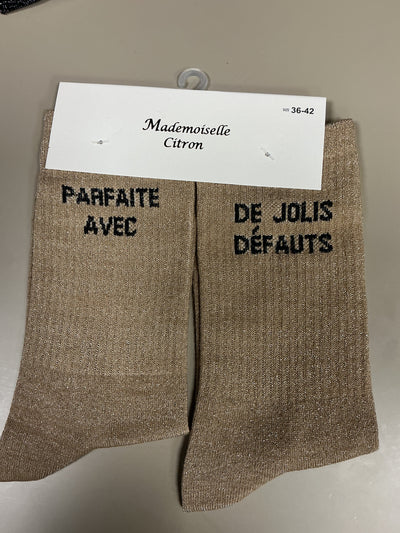 36-42
Mademoiselle
Citron
PARFAITE
AVEC
DE JOLIS
DÉFAUTS